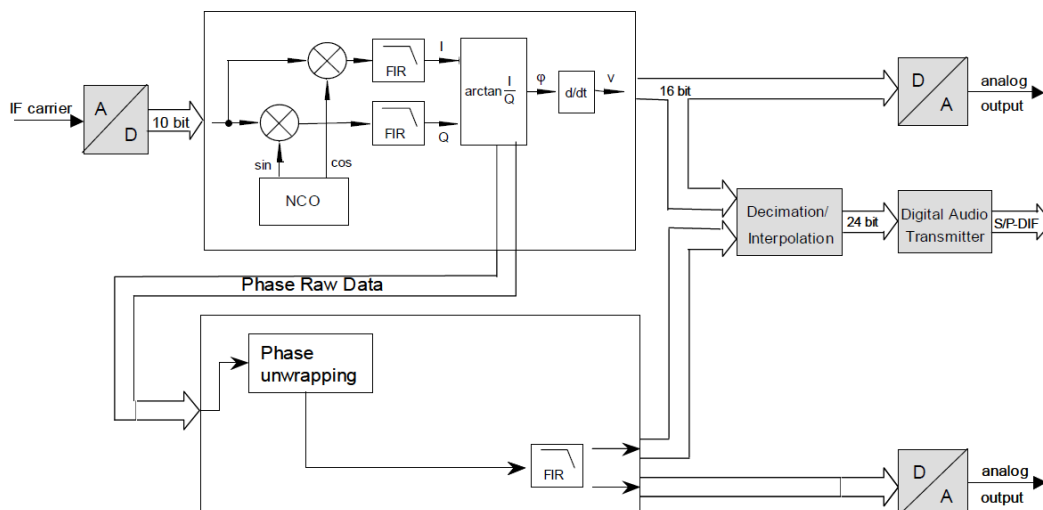 IF carrier
A
D
10 bit
sin
cos
NCO
FIR
I
FIR
Q
arctan I/Q
φ
d/dt
v
16 bit
D
A
analog
output
Decimation/
Interpolation
24 bit
Digital Audio
Transmitter
S/P-DIF
Phase Raw Data
Phase
unwrapping
FIR
D
A
analog
output